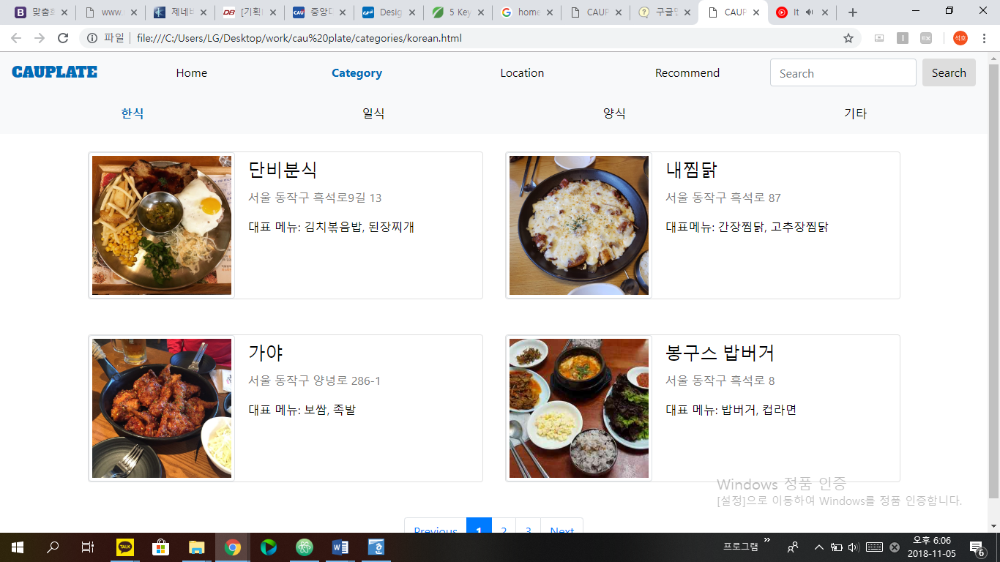 맞춤
www.
제네
[기획
중앙
Desig
5 Key
home
CAUP
구글
CAUP
It
파일
file:///C:/Users/LG/Desktop/work/cau%20plate/categories/korean.html
석호
CAUPLATE Home Category Location Recommend Search Search
한식 일식 양식 기타
단비분식
서울 동작구 흑석로9길 13
대표 메뉴: 김치볶음밥, 된장찌개
내찜닭
서울 동작구 흑석로 87
대표메뉴: 간장찜닭, 고추장찜닭
가야
서울 동작구 양녕로 286-1
대표 메뉴: 보쌈, 족발
봉구스 밥버거
서울 동작구 흑석로 8
대표 메뉴: 밥버거, 컵라면
Windows 정품 인증
[설정]으로 이동하여 Windows를 정품 인증합니다.
Previous 1 2 3 Next
프로그램
오후 6:06
2018-11-05
6